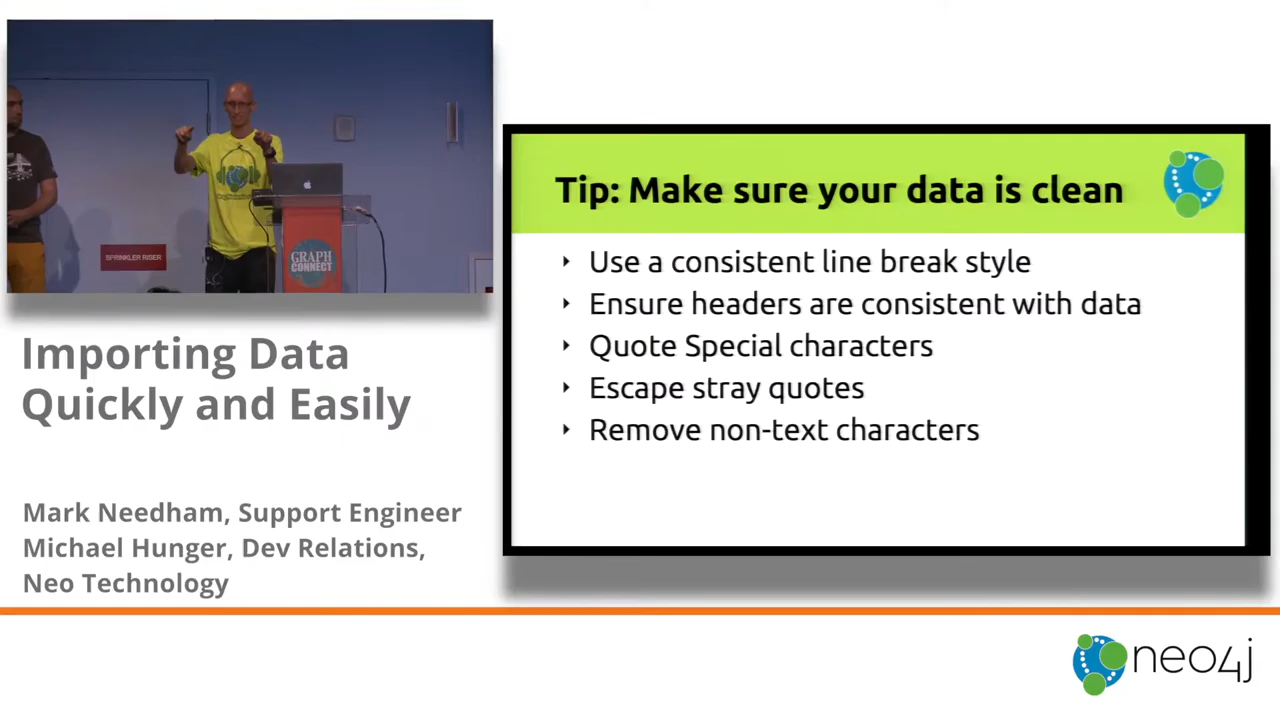 SPRINKLER RISER
GRAPH
CONNECT
Importing Data
Quickly and Easily
Mark Needham, Support Engineer
Michael Hunger, Dev Relations,
Neo Technology
Tip: Make sure your data is clean
Use a consistent line break style
Ensure headers are consistent with data
Quote Special characters
Escape stray quotes
Remove non-text characters
neo4j